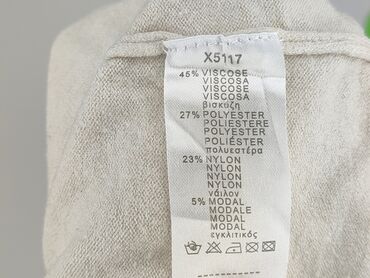 X5117
45% VISCOSE
VISCOSA
VISCOSE
VISCOSA
βισκόζη
27% POLYESTER
POLIESTERE
POLYESTER
POLIÉSTER
πολυεστέρα
23% NYLON
NYLON
NYLON
NYLON
νάιλον
5% MODAL
MODALE
MODAL
MODAL
εγκλιτικός